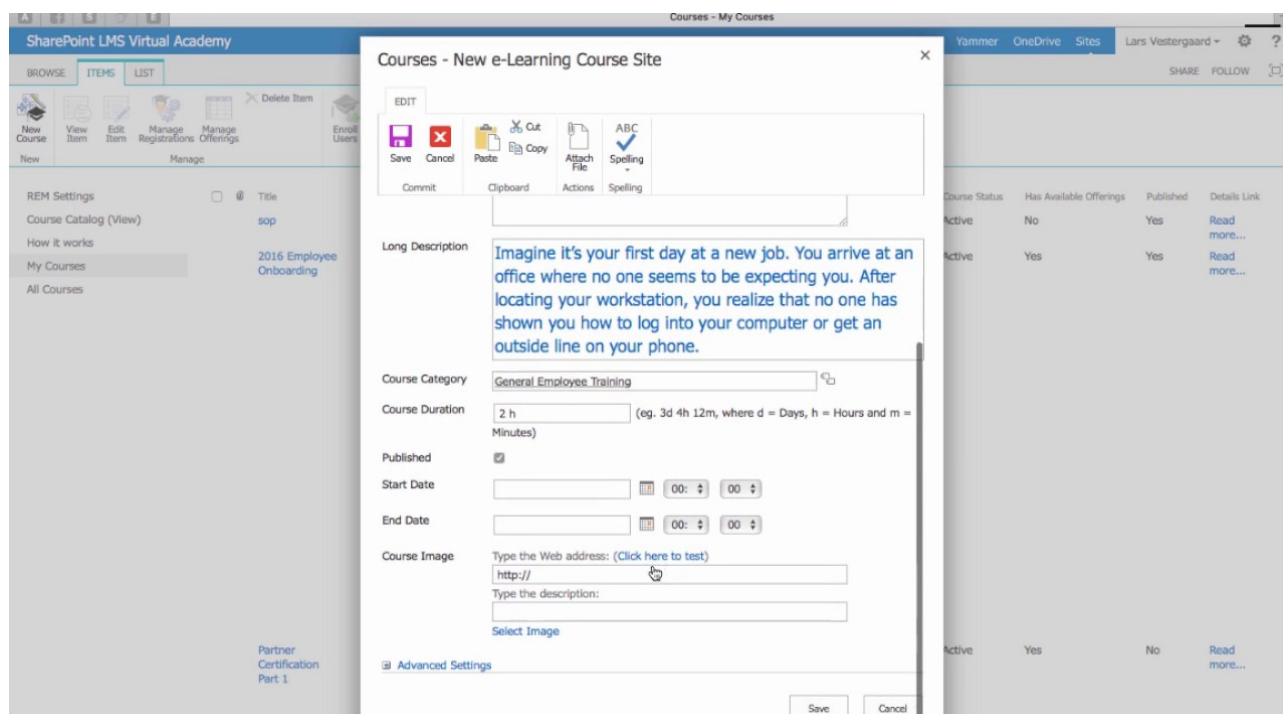 Courses - My Courses
SharePoint LMS Virtual Academy
Yammer OneDrive Sites Lars Vestergaard ?
BROWSE ITEMS LIST
SHARE FOLLOW
New Course
View Item
Edit Item
Manage Registrations
Manage Offerings
Delete Item
Enroll Users
New
Manage
REM Settings
Course Catalog (View)
How it works
My Courses
All Courses
Title
sop
2016 Employee
Onboarding
Partner
Certification
Part 1
Courses - New e-Learning Course Site
EDIT
Save Cancel
Paste
Cut
Copy
Attach File
ABC
Spelling
Commit Clipboard Actions Spelling
Long Description
Imagine it's your first day at a new job. You arrive at an
office where no one seems to be expecting you. After
locating your workstation, you realize that no one has
shown you how to log into your computer or get an
outside line on your phone.
Course Category General Employee Training
Course Duration 2 h (eg. 3d 4h 12m, where d = Days, h = Hours and m =
Minutes)
Published
Start Date 00: 00
End Date 00: 00
Course Image Type the Web address: (Click here to test)
http://
Type the description:
Select Image
Advanced Settings
Save Cancel
Course Status Has Available Offerings Published Details Link
Active No Yes Read
more...
Active Yes Yes Read
more...
Active Yes No Read
more...